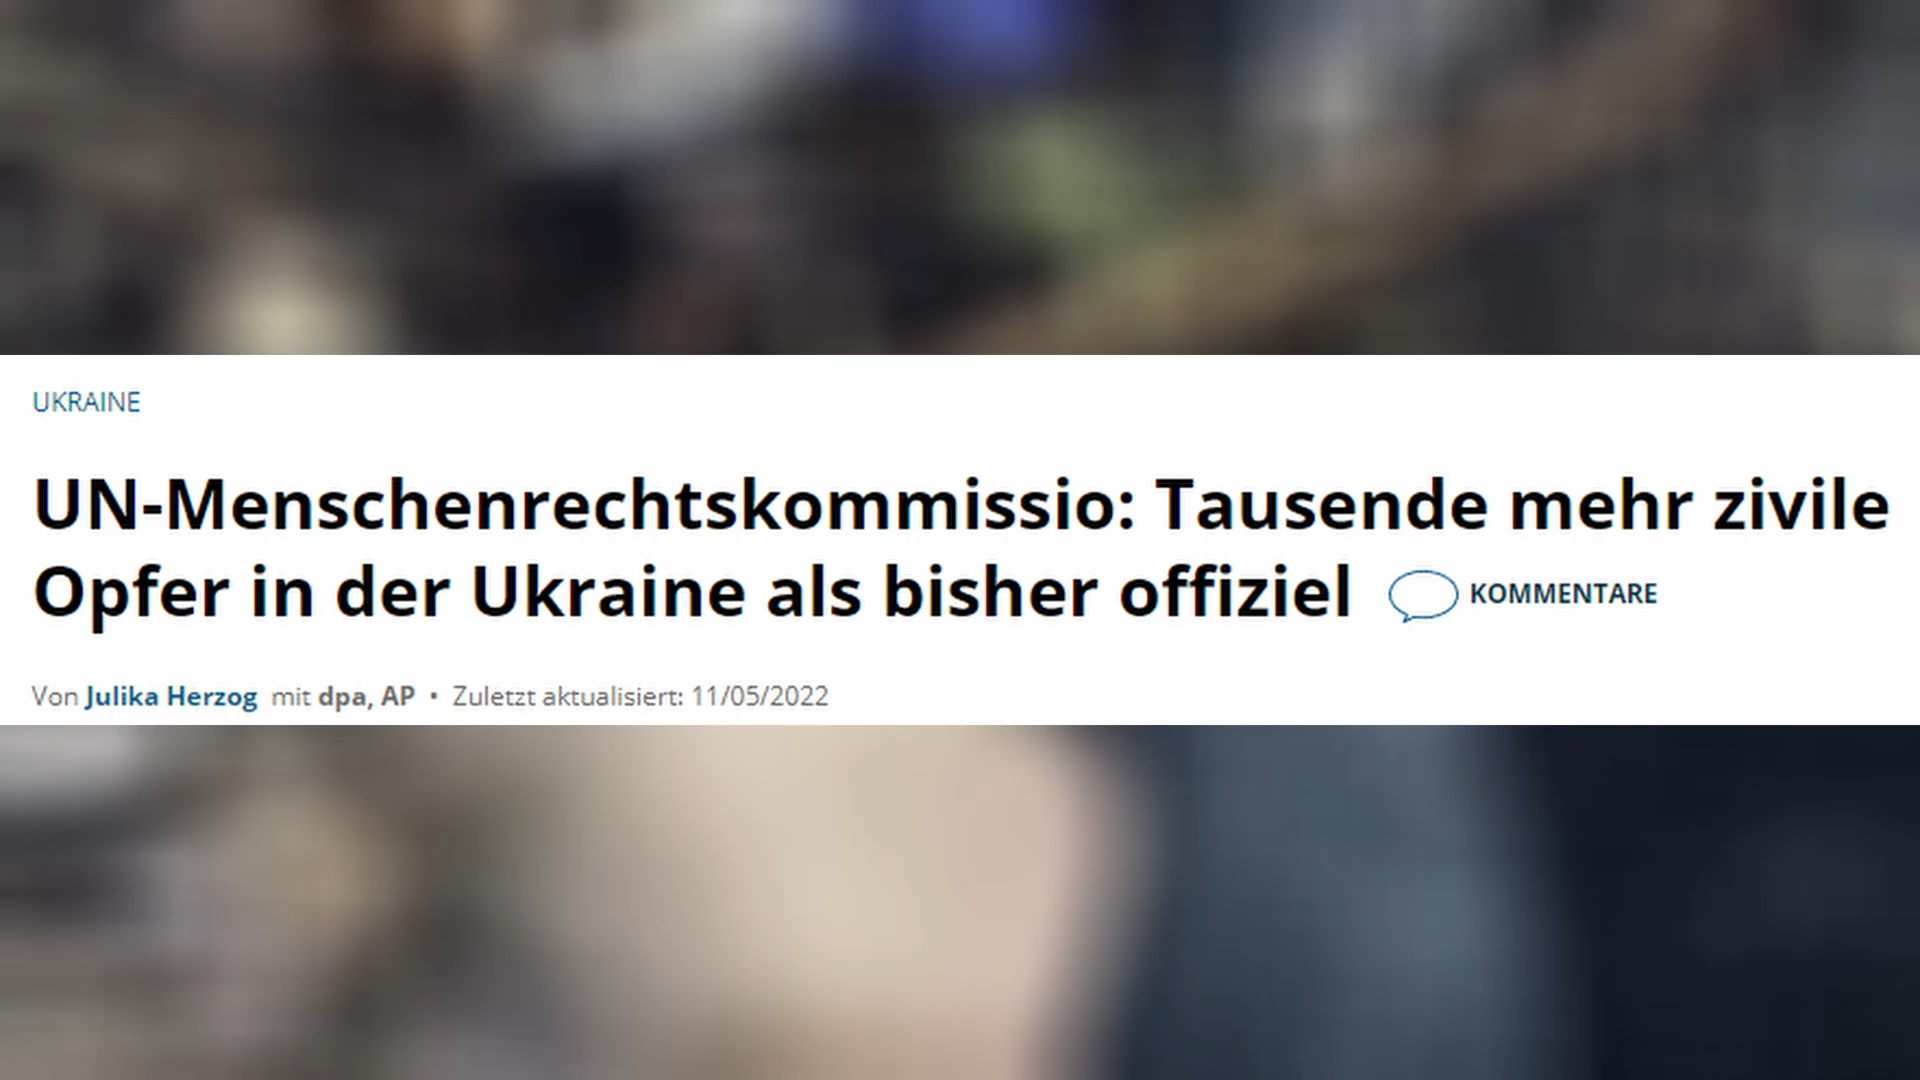 UKRAINE
UN-Menschenrechtskommissio: Tausende mehr zivile
Opfer in der Ukraine als bisher offiziel KOMMENTARE
Von Julika Herzog mit dpa, AP • Zuletzt aktualisiert: 11/05/2022